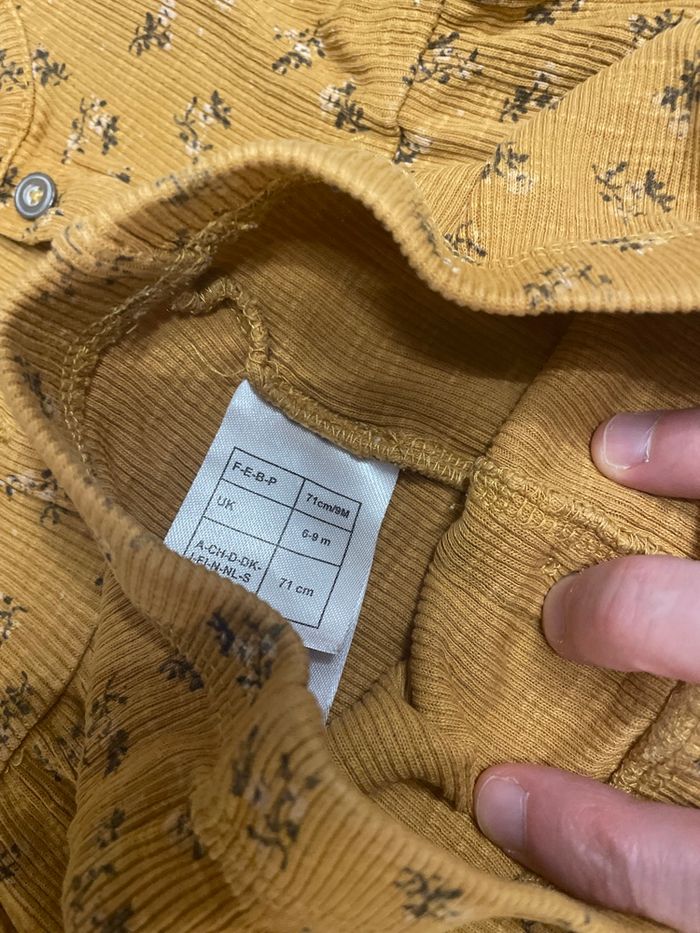 F-E-B-P 71cm/9M
UK 6-9 m
A-CH-D-DK-
I-FI-N-NL-S 71 cm